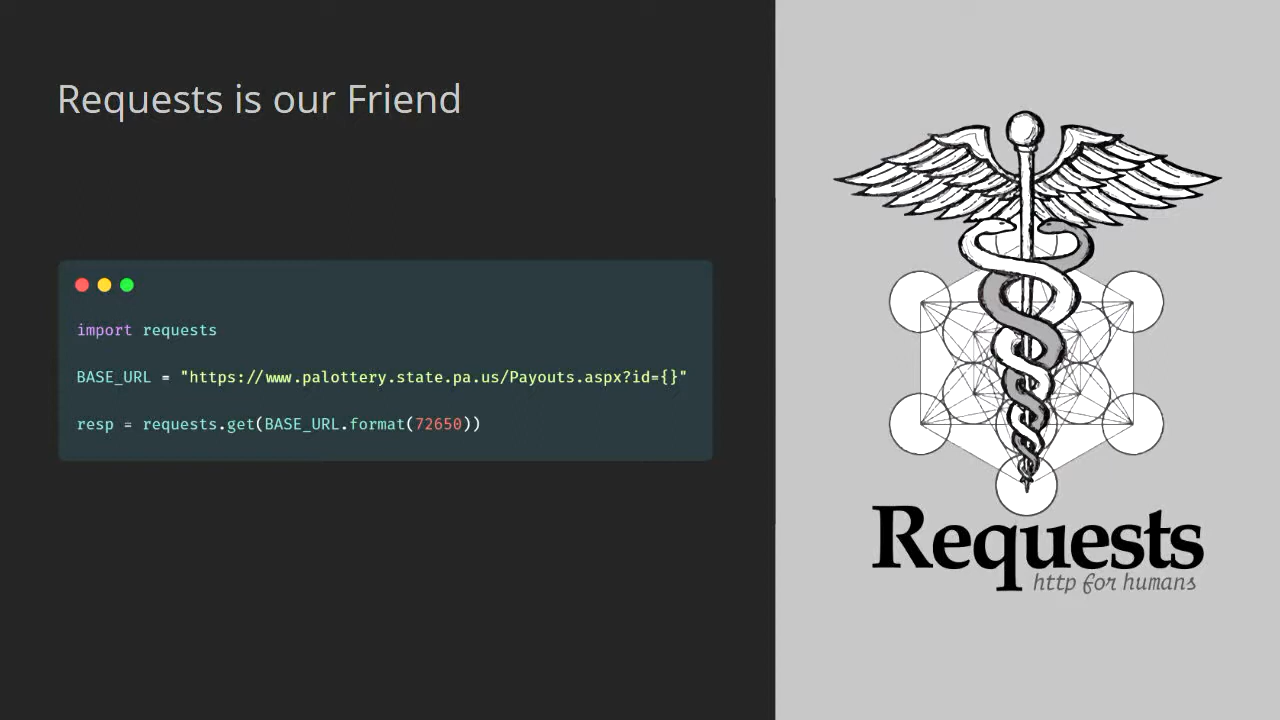 Requests is our Friend
import requests
BASE_URL = "https://www.palottery.state.pa.us/Payouts.aspx?id={}"
resp = requests.get(BASE_URL.format(72650))
Requests
http for humans